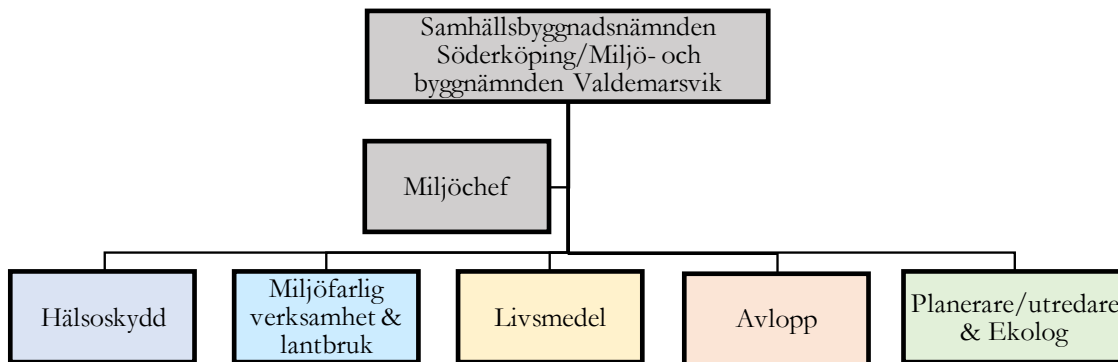 Samhällsbyggnadsnämnden
Söderköping/Miljö- och
byggnämnden Valdemarsvik
Miljöchef
Hälsoskydd
Miljöfarlig
verksamhet &
lantbruk
Livsmedel
Avlopp
Planerare/utredare
& Ekolog